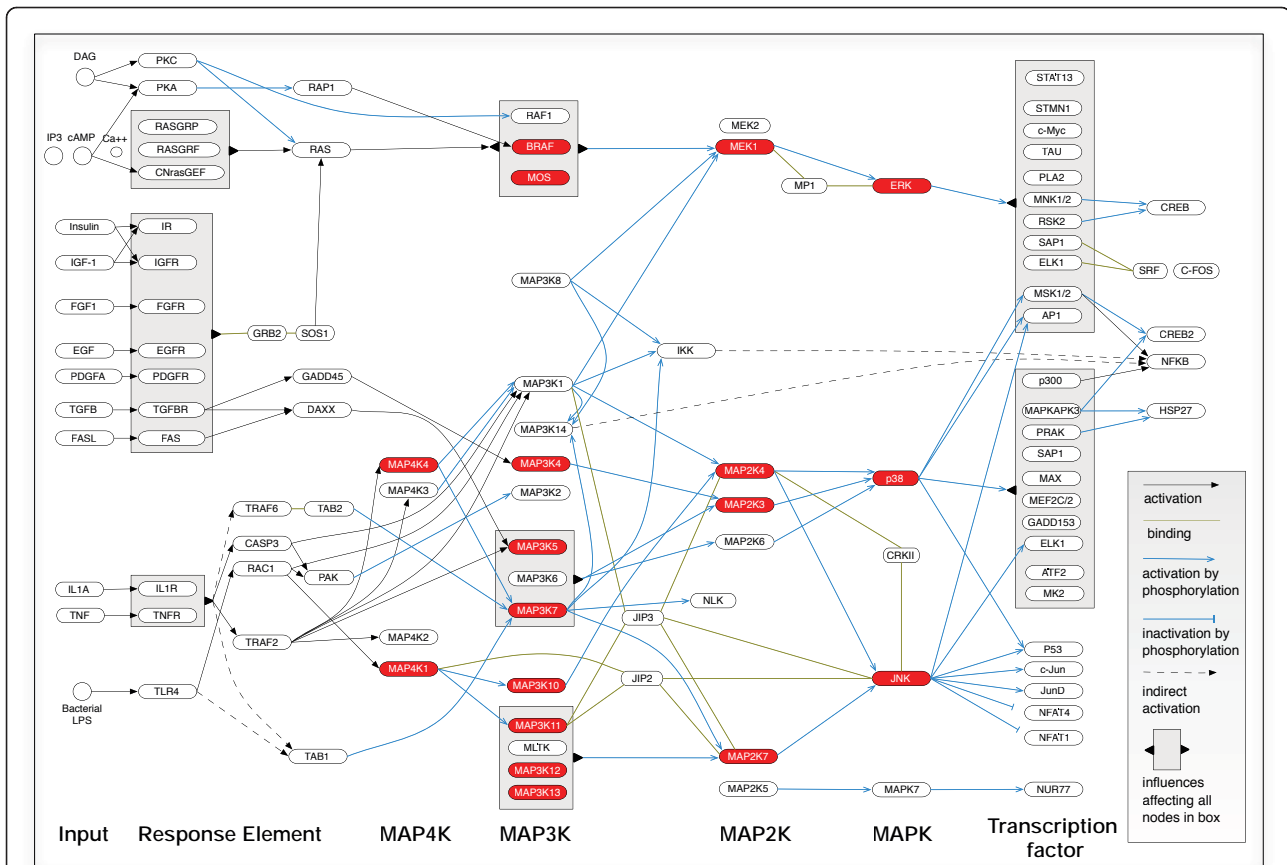 DAG
PKC
PKA
RAP1
IP3 cAMP Ca++
RASGRP
RASGRF
CNrasGEF
RAS
RAF1
BRAF
MOS
MEK2
MEK1
MP1
ERK
STAT13
STMN1
c-Myc
TAU
PLA2
MNK1/2
RSK2
SAP1
ELK1
MSK1/2
AP1
CREB
SRF
C-FOS
CREB2
NFKB
Insulin
IGF-1
FGF1
EGF
PDGFA
TGFB
FASL
IR
IGFR
FGFR
EGFR
PDGFR
TGFBR
FAS
GRB2
SOS1
GADD45
DAXX
MAP3K8
IKK
MAP3K1
MAP3K14
MAP4K4
MAP4K3
MAP3K4
MAP3K2
MAP2K4
MAP2K3
MAP2K6
p38
CRKII
p300
MAPKAPK3
PRAK
SAP1
MAX
MEF2C/2
GADD153
ELK1
ATF2
MK2
HSP27
TRAF6
TAB2
CASP3
RAC1
PAK
MAP3K5
MAP3K6
MAP3K7
NLK
IL1A
TNF
IL1R
TNFR
TRAF2
MAP4K2
MAP4K1
MAP3K10
JIP3
JIP2
JNK
P53
c-Jun
JunD
NFAT4
NFAT1
Bacterial
LPS
TLR4
TAB1
MAP3K11
MLTK
MAP3K12
MAP3K13
MAP2K7
MAP2K5
MAPK7
NUR77
activation
binding
activation by
phosphorylation
inactivation by
phosphorylation
indirect
activation
influences
affecting all
nodes in box
Input
Response Element
MAP4K
MAP3K
MAP2K
MAPK
Transcription
factor